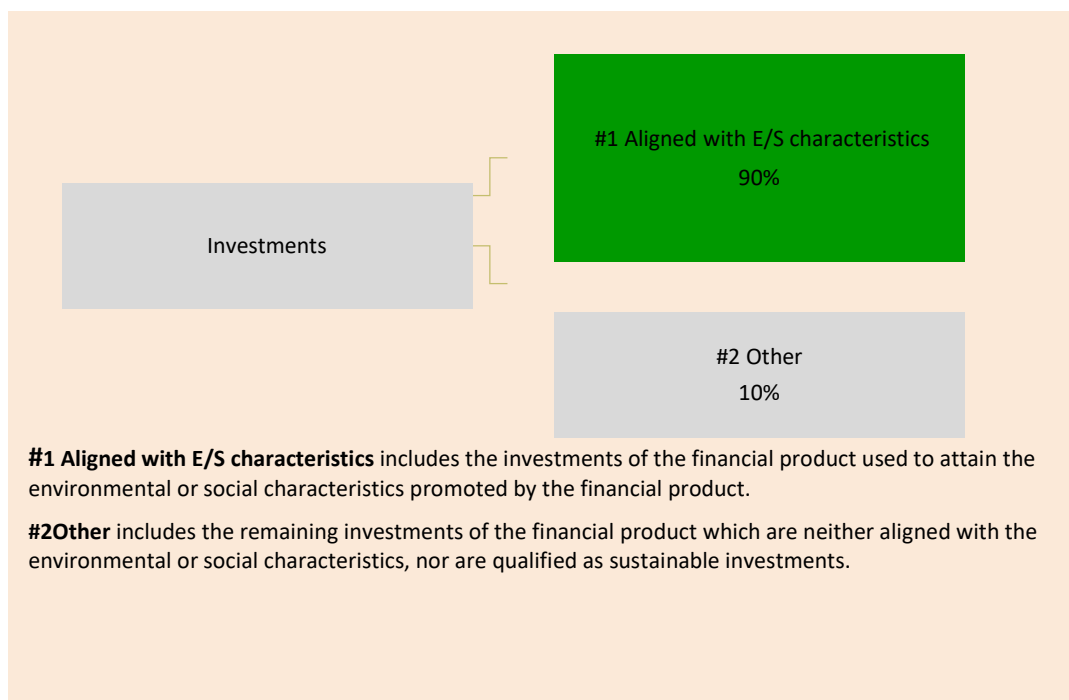 #1 Aligned with E/S characteristics
90%
Investments
#2 Other
10%
#1 Aligned with E/S characteristics includes the investments of the financial product used to attain the
environmental or social characteristics promoted by the financial product.
#2Other includes the remaining investments of the financial product which are neither aligned with the
environmental or social characteristics, nor are qualified as sustainable investments.